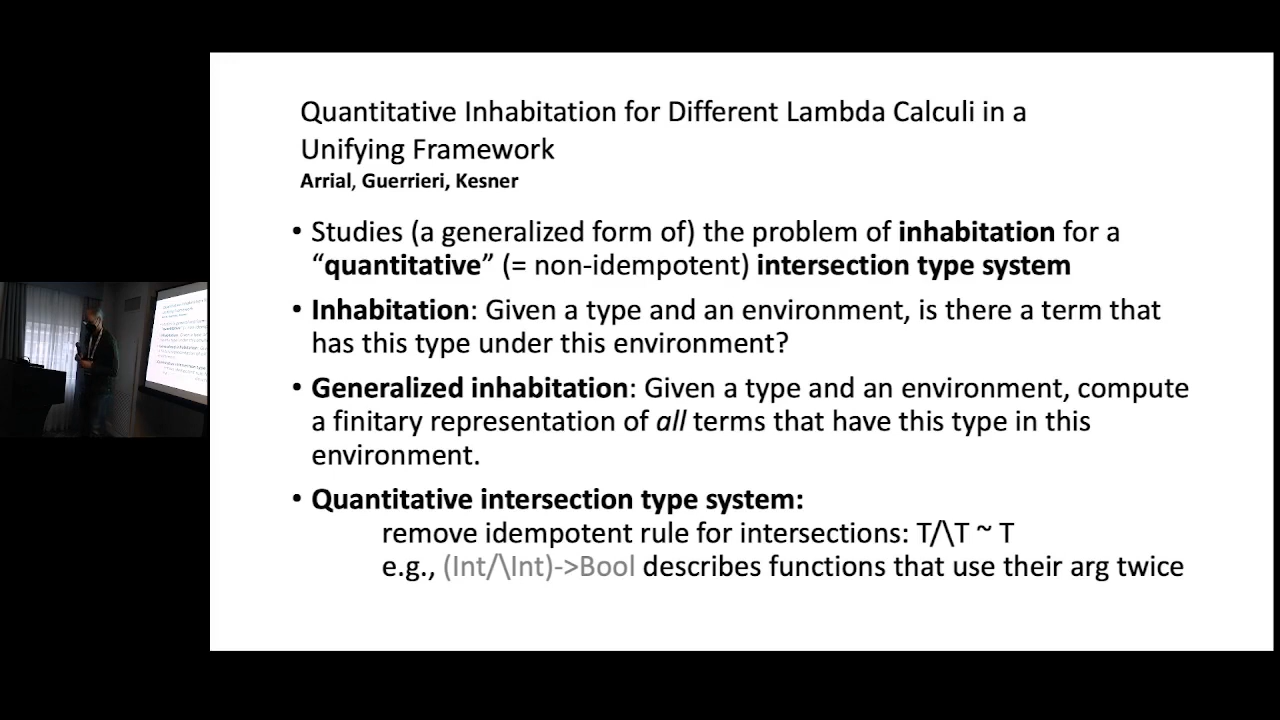 Quantitative Inhabitation for Different Lambda Calculi in a
Unifying Framework
Arrial, Guerrieri, Kesner
• Studies (a generalized form of) the problem of inhabitation for a
“quantitative” (= non-idempotent) intersection type system
• Inhabitation: Given a type and an environment, is there a term that
has this type under this environment?
• Generalized inhabitation: Given a type and an environment, compute
a finitary representation of all terms that have this type in this
environment.
• Quantitative intersection type system:
remove idempotent rule for intersections: T/\T ~ T
e.g., (Int/\Int)->Bool describes functions that use their arg twice